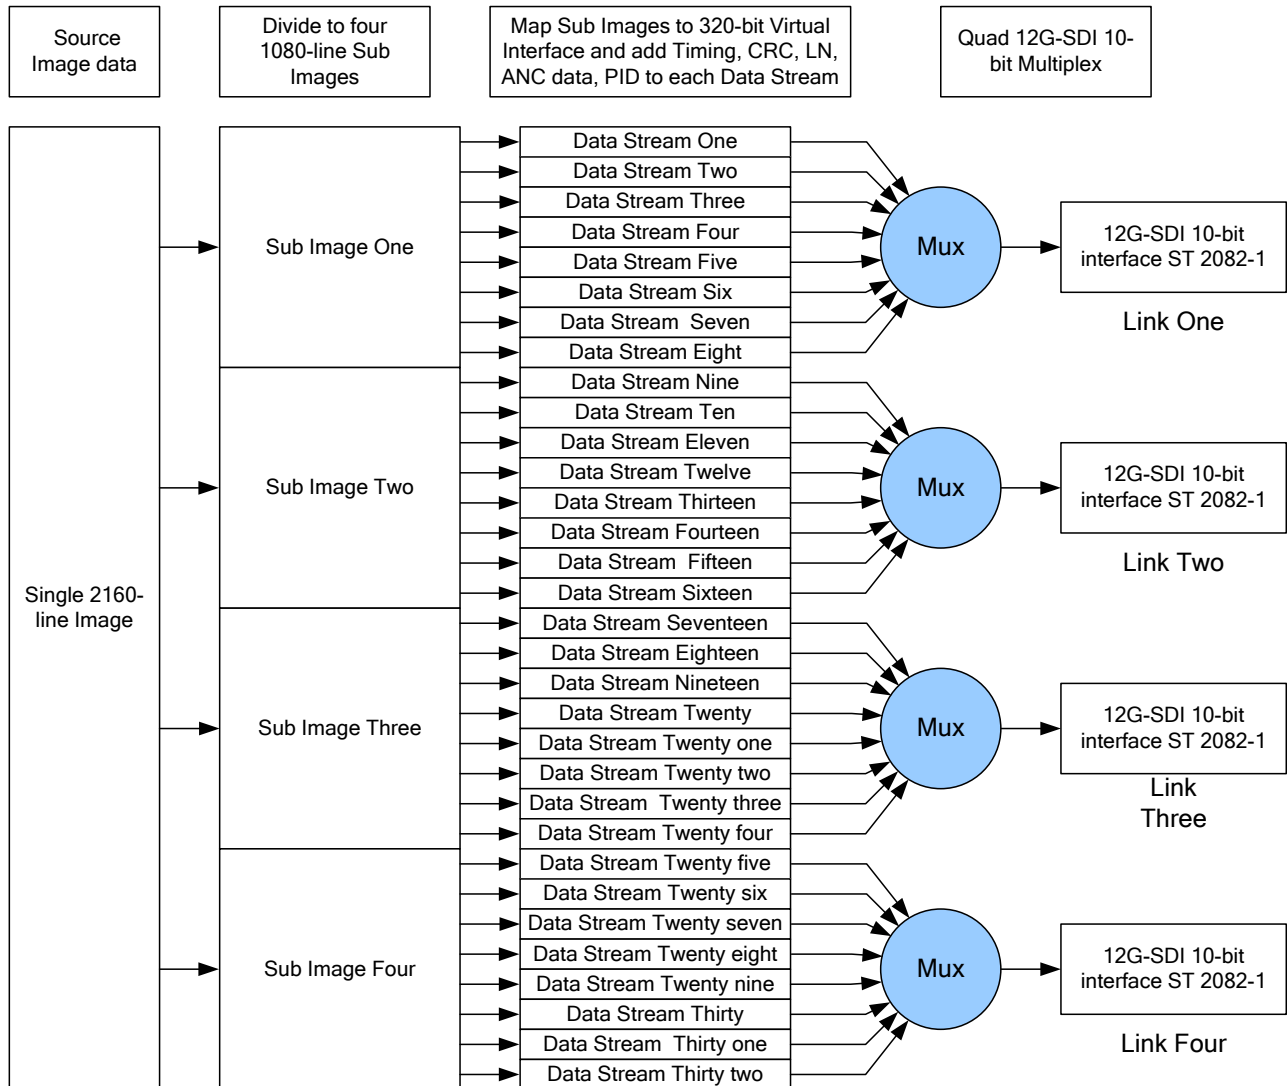 Source
Image data
Divide to four
1080-line Sub
Images
Map Sub Images to 320-bit Virtual
Interface and add Timing, CRC, LN,
ANC data, PID to each Data Stream
Quad 12G-SDI 10-
bit Multiplex
Single 2160-
line Image
Sub Image One
Data Stream One
Data Stream Two
Data Stream Three
Data Stream Four
Data Stream Five
Data Stream Six
Data Stream  Seven
Data Stream Eight
Mux
12G-SDI 10-bit
interface ST 2082-1
Link One
Sub Image Two
Data Stream Nine
Data Stream Ten
Data Stream Eleven
Data Stream Twelve
Data Stream Thirteen
Data Stream Fourteen
Data Stream  Fifteen
Data Stream Sixteen
Mux
12G-SDI 10-bit
interface ST 2082-1
Link Two
Sub Image Three
Data Stream Seventeen
Data Stream Eighteen
Data Stream Nineteen
Data Stream Twenty
Data Stream Twenty one
Data Stream Twenty two
Data Stream  Twenty three
Data Stream Twenty four
Mux
12G-SDI 10-bit
interface ST 2082-1
Link
Three
Sub Image Four
Data Stream Twenty five
Data Stream Twenty six
Data Stream Twenty seven
Data Stream Twenty eight
Data Stream Twenty nine
Data Stream Thirty
Data Stream  Thirty one
Data Stream Thirty two
Mux
12G-SDI 10-bit
interface ST 2082-1
Link Four